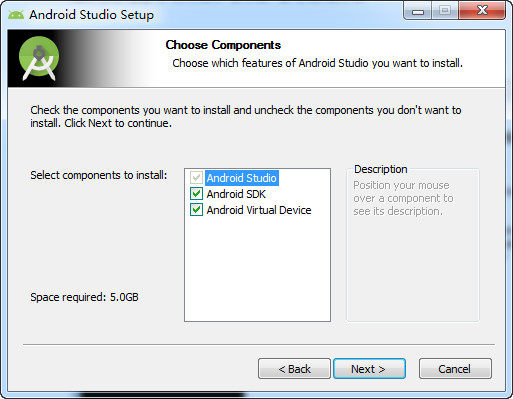 Android Studio Setup
Choose Components
Choose which features of Android Studio you want to install.
Check the components you want to install and uncheck the components you don't want to
install. Click Next to continue.
Select components to install:
Android Studio
Android SDK
Android Virtual Device
Description
Position your mouse
over a component to
see its description.
Space required: 5.0GB
< Back
Next >
Cancel